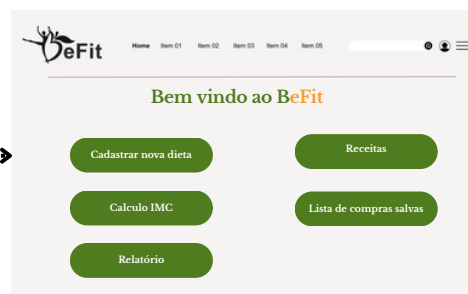 BeFit
Home Item 01 Item 02 Item 03 Item 04 Item 05
Bem vindo ao BeFit
Cadastrar nova dieta
Receitas
Calculo IMC
Lista de compras salvas
Relatório